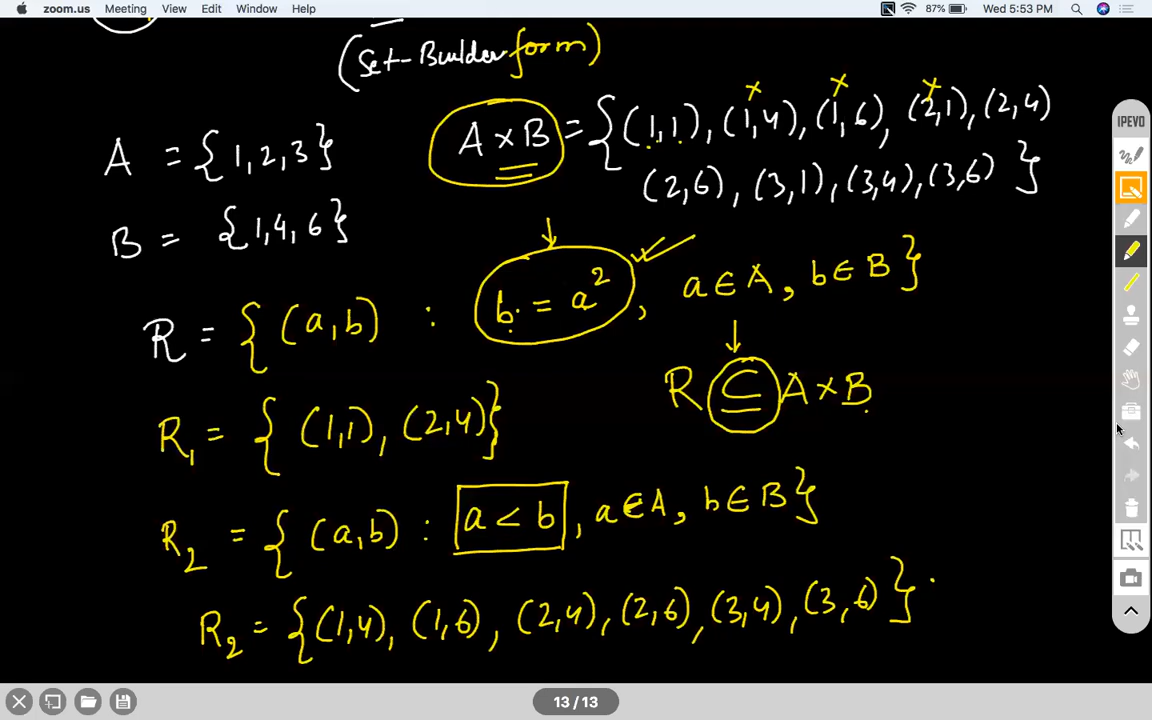 zoom.us Meeting Review View Edit Window Help 87% Wed 5:53 PM
(Set-Builder form)
A × B = {(1,1), (1,4), (1,6), (2,1), (2,4)
A = {1,2,3}
(2,6), (3,1), (3,4), (3,6) }
IPEVO
B = {1,4,6}
R = {(a,b) : b = a², a∈A, b∈B}
R ⊆ A×B
R₁ = {(1,1), (2,4)}
R₂ = {(a,b) : a < b, a∈A, b∈B}
R₂ = {(1,4), (1,6), (2,4), (2,6), (3,4), (3,6)}
13/13